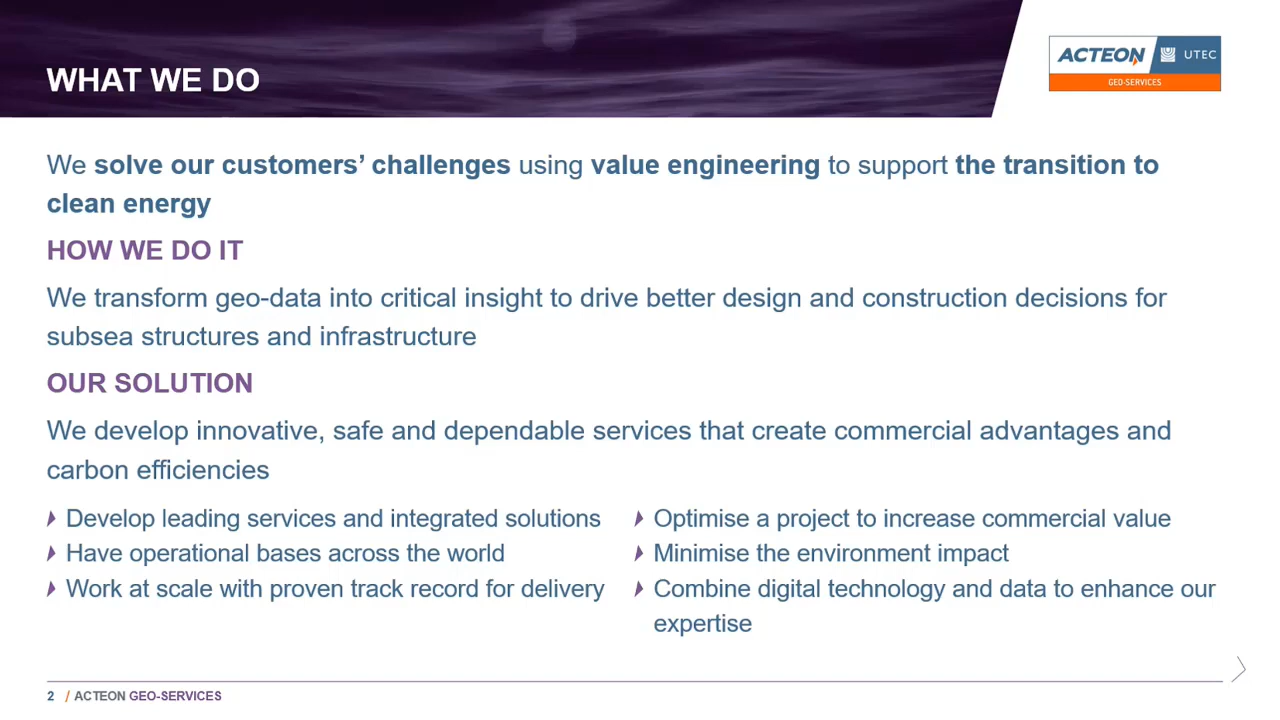 WHAT WE DO
ACTEON
UTEC
GEO-SERVICES
We solve our customers’ challenges using value engineering to support the transition to
clean energy
HOW WE DO IT
We transform geo-data into critical insight to drive better design and construction decisions for
subsea structures and infrastructure
OUR SOLUTION
We develop innovative, safe and dependable services that create commercial advantages and
carbon efficiencies
Develop leading services and integrated solutions
Have operational bases across the world
Work at scale with proven track record for delivery
Optimise a project to increase commercial value
Minimise the environment impact
Combine digital technology and data to enhance our
expertise
2 / ACTEON GEO-SERVICES